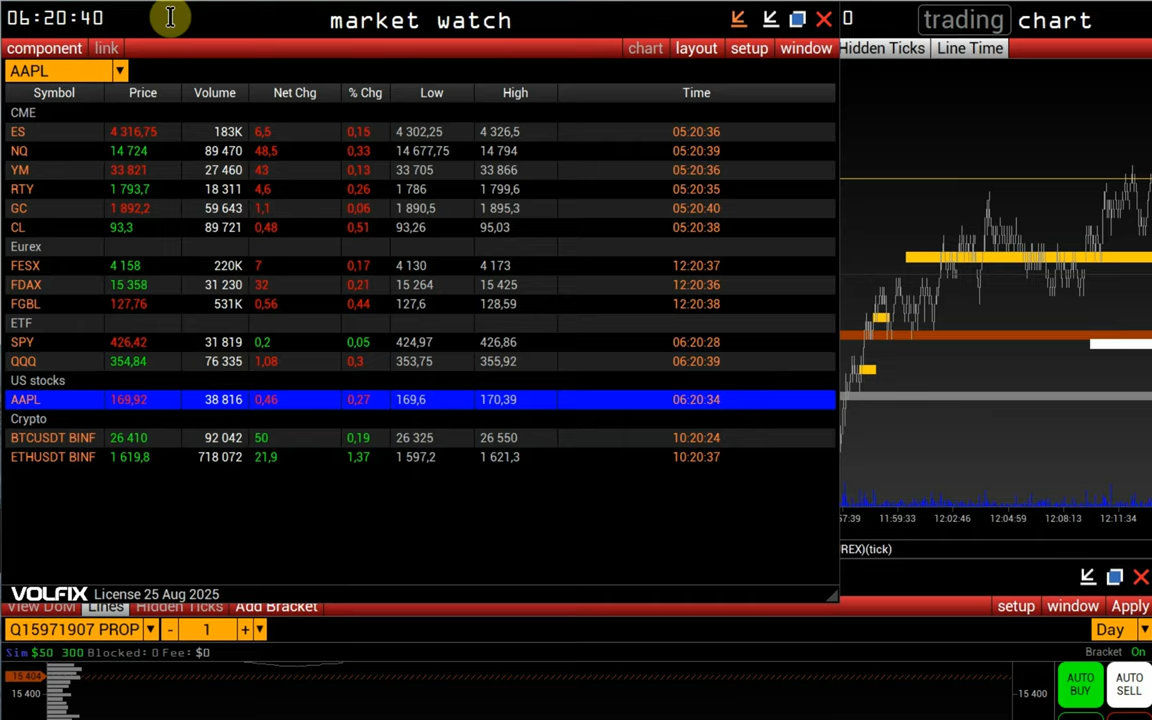 06:20:40 market watch 0 trading chart
component link chart layout setup window Hidden Ticks Line Time
AAPL
Symbol Price Volume Net Chg % Chg Low High Time
CME
ES 4 316,75 183K 6,5 0,15 4 302,25 4 326,5 05:20:36
NQ 14 724 89 470 48,5 0,33 14 677,75 14 794 05:20:39
YM 33 821 27 460 43 0,13 33 705 33 866 05:20:36
RTY 1 793,7 18 311 4,6 0,26 1 786 1 799,6 05:20:35
GC 1 892,2 59 643 1,1 0,06 1 890,5 1 895,3 05:20:40
CL 93,3 89 721 0,48 0,51 93,26 95,03 05:20:38
Eurex
FESX 4 158 220K 7 0,17 4 130 4 173 12:20:37
FDAX 15 358 31 230 32 0,21 15 264 15 425 12:20:36
FGBL 127,76 531K 0,56 0,44 127,6 128,59 12:20:38
ETF
SPY 426,42 31 819 0,2 0,05 424,97 426,86 06:20:28
QQQ 354,84 76 335 1,08 0,3 353,75 355,92 06:20:39
US stocks
AAPL 169,92 38 816 0,46 0,27 169,6 170,39 06:20:34
Crypto
BTCUSDT BINF 26 410 92 042 50 0,19 26 325 26 550 10:20:24
ETHUSDT BINF 1 619,8 718 072 21,9 1,37 1 597,2 1 621,3 10:20:37
57:39 11:59:33 12:02:46 12:04:59 12:08:13 12:11:34
REX)(tick)
VOLFIX License 25 Aug 2025
View DoM Lines Hidden Ticks Add Bracket setup window Apply
Q15971907 PROP - 1 + Day
Sim $50 300 Blocked: 0 Fee: $0 Bracket On
15 404
15 400 15 400
AUTO BUY
AUTO SELL